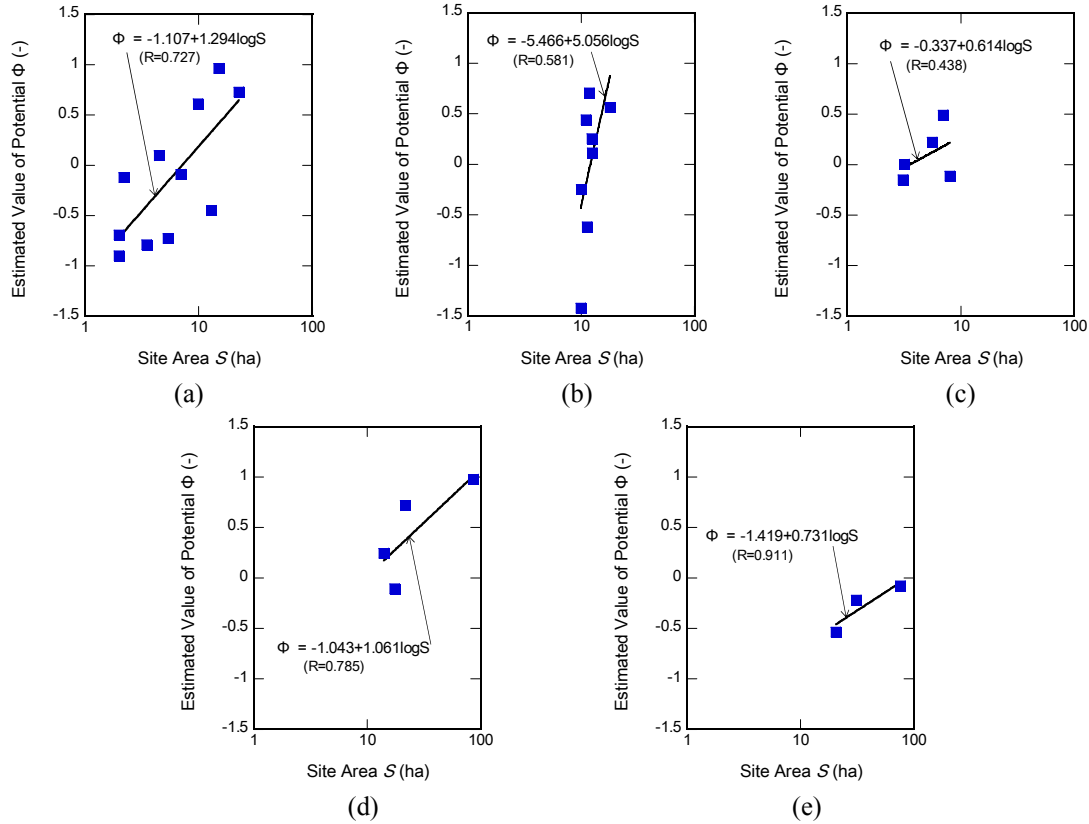 Estimated Value of Potential Φ (-)
1.5
1
0.5
0
-0.5
-1
-1.5
Φ = -1.107+1.294logS
(R=0.727)
1 10 100
Site Area S (ha)
(a)
Estimated Value of Potential Φ (-)
1.5
1
0.5
0
-0.5
-1
-1.5
Φ = -5.466+5.056logS
(R=0.581)
1 10 100
Site Area S (ha)
(b)
Estimated Value of Potential Φ (-)
1.5
1
0.5
0
-0.5
-1
-1.5
Φ = -0.337+0.614logS
(R=0.438)
1 10 100
Site Area S (ha)
(c)
Estimated Value of Potential Φ (-)
1.5
1
0.5
0
-0.5
-1
-1.5
Φ = -1.043+1.061logS
(R=0.785)
1 10 100
Site Area S (ha)
(d)
Estimated Value of Potential Φ (-)
1.5
1
0.5
0
-0.5
-1
-1.5
Φ = -1.419+0.731logS
(R=0.911)
1 10 100
Site Area S (ha)
(e)